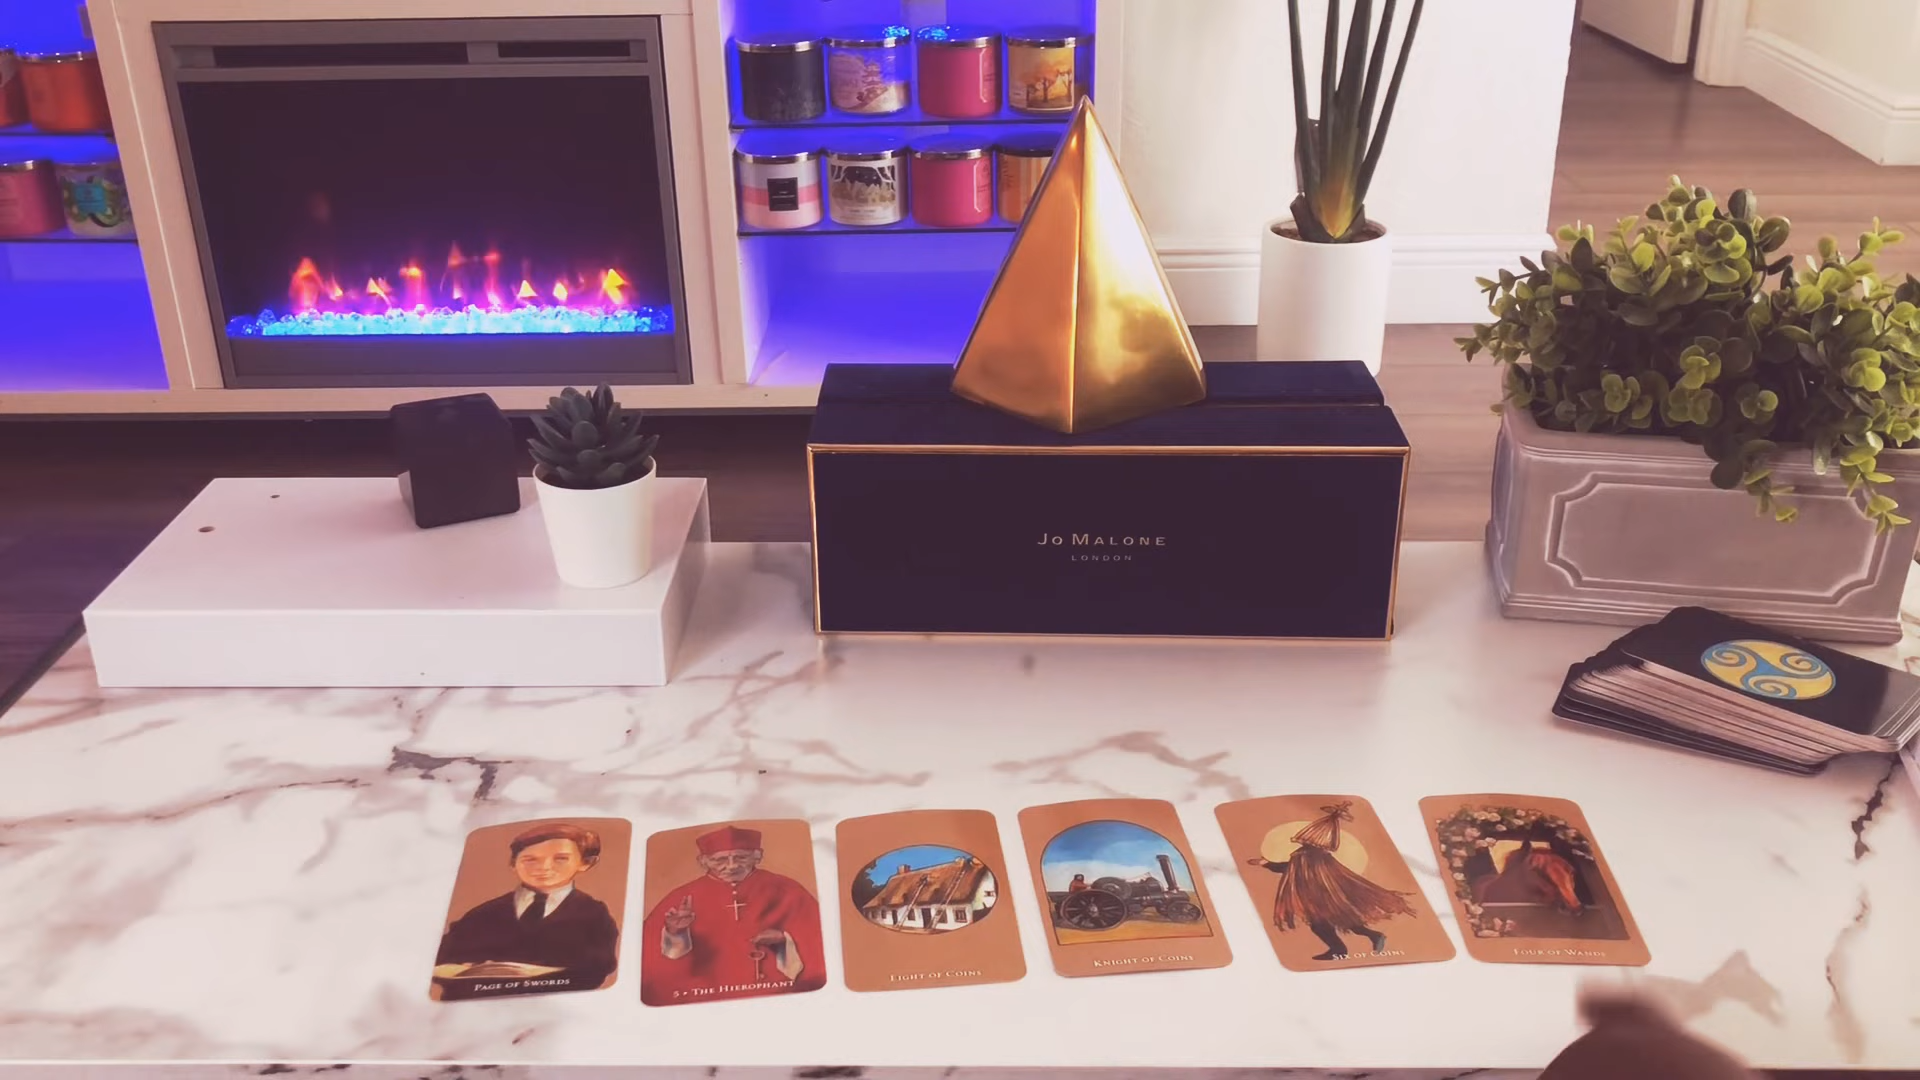 Jo Malone
LONDON
Page of Swords
5 • The Hierophant
Eight of Coins
Knight of Coins
Six of Coins
Four of Wands